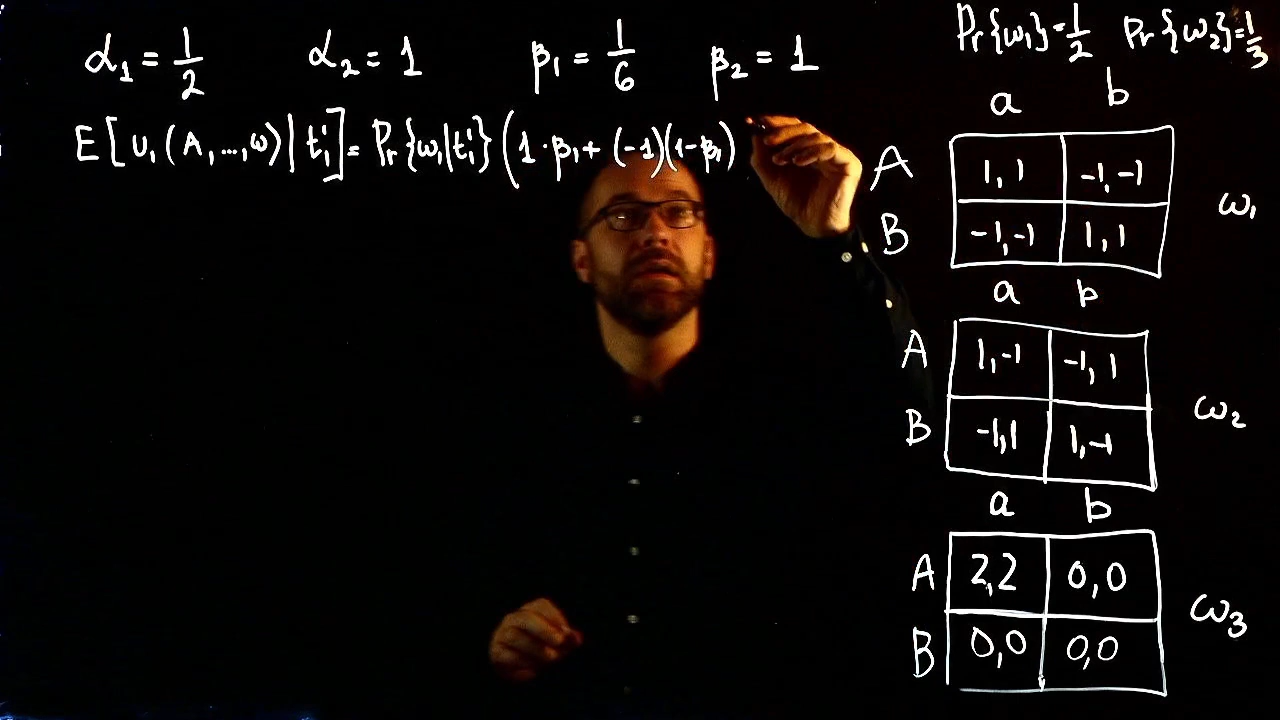 α₁ = 1/2 α₂ = 1 β₁ = 1/6 β₂ = 1
E[u₁(A,...,ω)|t₁']= Pr{ω₁|t₁'}(1·β₁+(-1)(1-β₁)
Pr{ω₁}=1/2 Pr{ω₂}=1/3
a b
A 1,1 -1,-1
ω₁
B -1,-1 1,1
a b
A 1,-1 -1,1
ω₂
B -1,1 1,-1
a b
A 2,2 0,0
ω₃
B 0,0 0,0